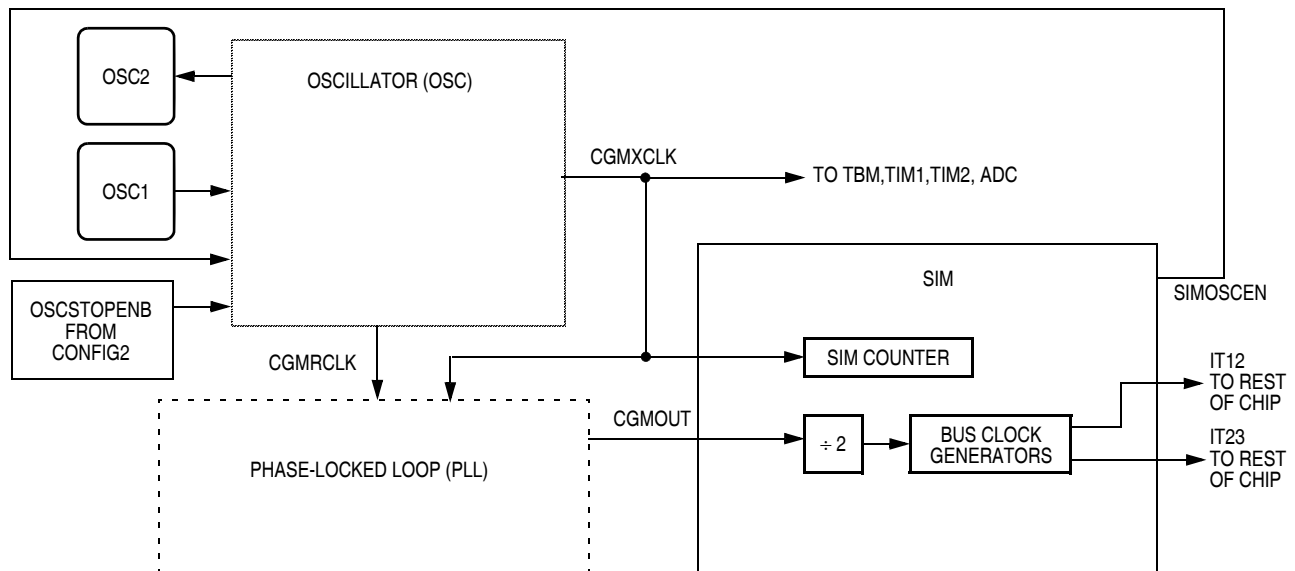 OSC2
OSCILLATOR (OSC)
CGMXCLK
TO TBM,TIM1,TIM2, ADC
OSC1
SIM
SIMOSCEN
OSCSTOPENB
FROM
CONFIG2
CGMRCLK
SIM COUNTER
IT12
TO REST
OF CHIP
CGMOUT
÷ 2
BUS CLOCK
GENERATORS
IT23
TO REST
OF CHIP
PHASE-LOCKED LOOP (PLL)